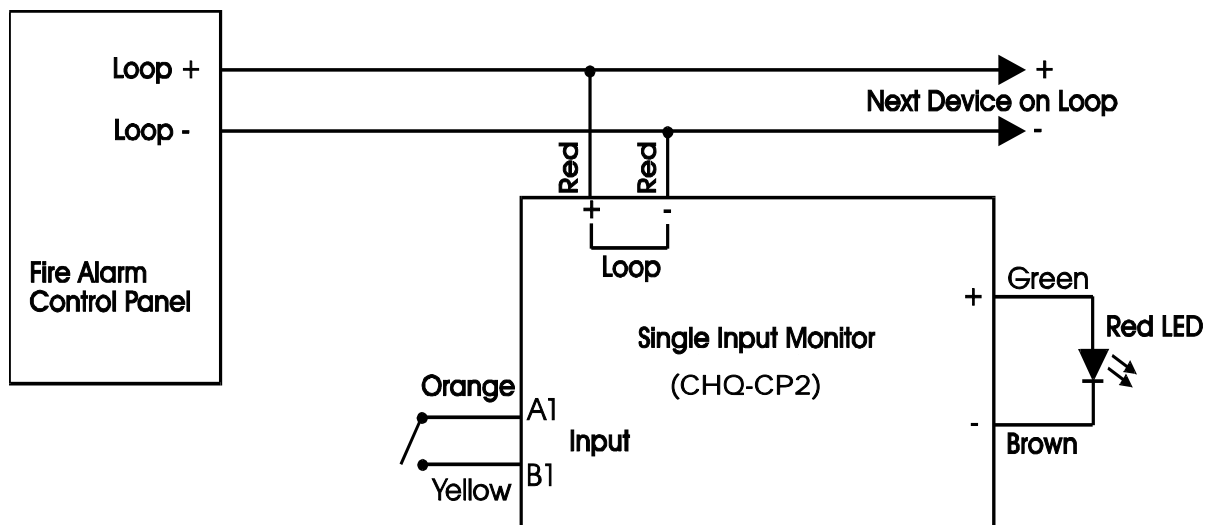 Loop +
+
Next Device on Loop
Loop -
-
Red
Red
+
-
Loop
Fire Alarm
Control Panel
Green
+
Red LED
Single Input Monitor
(CHQ-CP2)
Orange
A1
Input
-
Brown
B1
Yellow